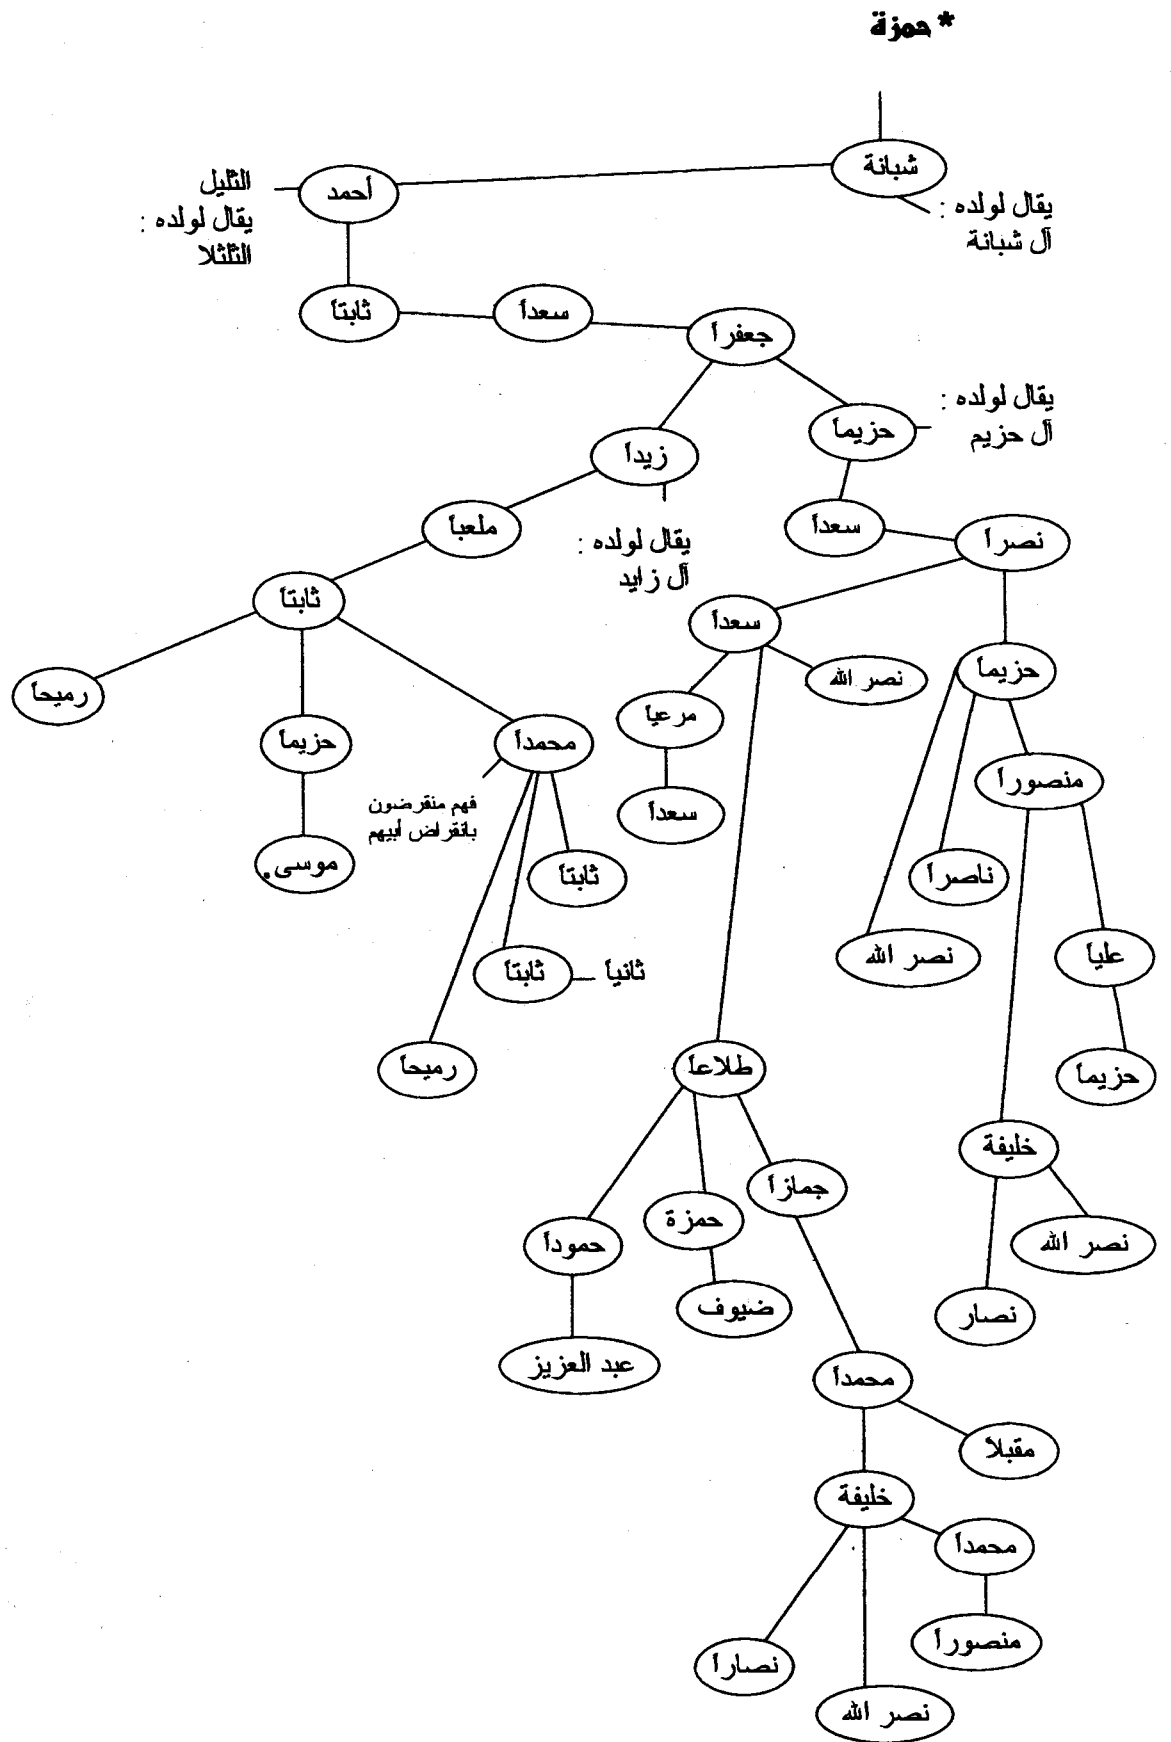 * حمزة
شبانة
يقال لولده :
آل شبانة
أحمد
الثليل
يقال لولده :
الثلثلا
ثابتاً
سعداً
جعفراً
حزيماً
يقال لولده :
آل حزيم
زيداً
يقال لولده :
آل زايد
ملعباً
سعداً
نصراً
ثابتاً
سعداً
نصر الله
حزيماً
رميحاً
حزيماً
محمداً
فهم منقرضون
بانقراض أبيهم
مرعياً
منصوراً
سعداً
موسى.
ثابتاً
ناصراً
ثانياً
ثابتاً
نصر الله
علياً
رميحاً
طلاعاً
حزيماً
خليفة
جمازاً
حمزة
حموداً
نصر الله
ضيوف
نصار
عبد العزيز
محمداً
مقبلاً
خليفة
محمداً
منصوراً
نصاراً
نصر الله